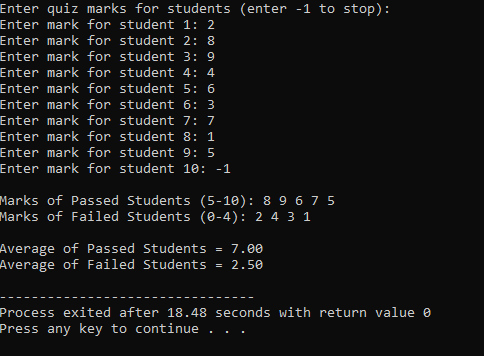 Enter quiz marks for students (enter -1 to stop):
Enter mark for student 1: 2
Enter mark for student 2: 8
Enter mark for student 3: 9
Enter mark for student 4: 4
Enter mark for student 5: 6
Enter mark for student 6: 3
Enter mark for student 7: 7
Enter mark for student 8: 1
Enter mark for student 9: 5
Enter mark for student 10: -1

Marks of Passed Students (5-10): 8 9 6 7 5
Marks of Failed Students (0-4): 2 4 3 1

Average of Passed Students = 7.00
Average of Failed Students = 2.50

--------------------------------
Process exited after 18.48 seconds with return value 0
Press any key to continue . . .